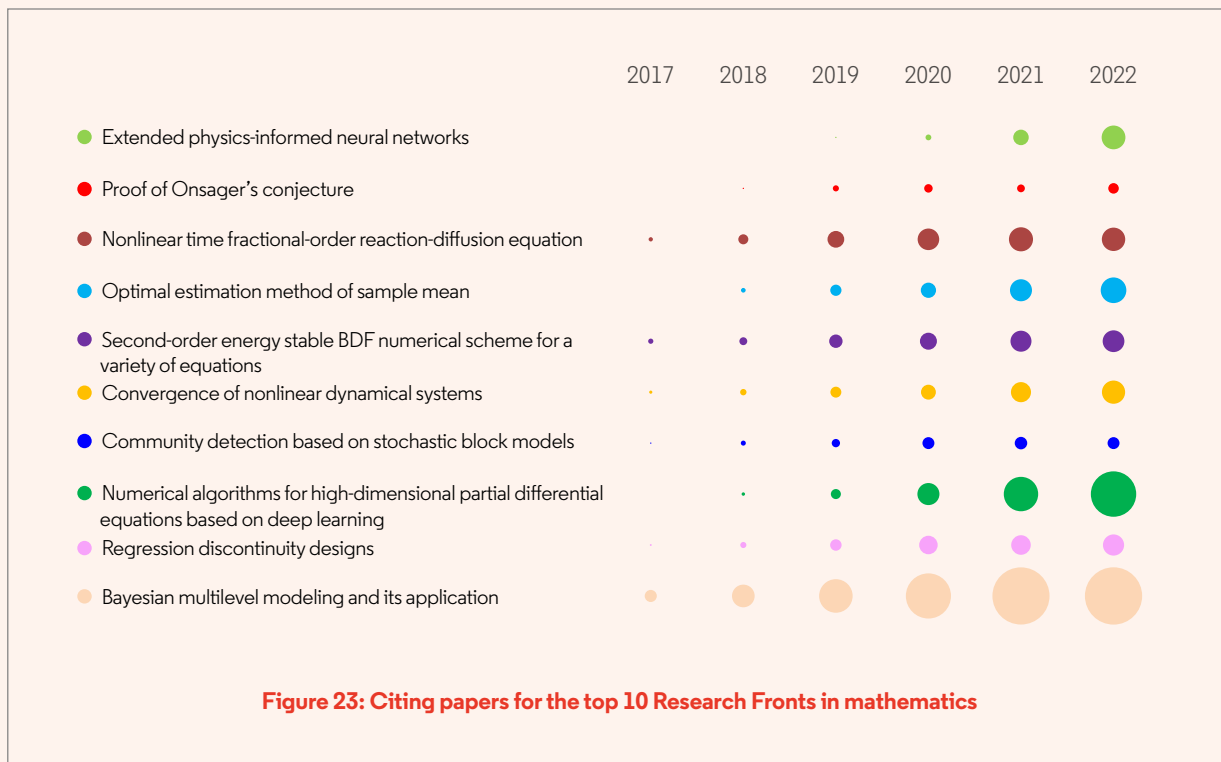 2017 2018 2019 2020 2021 2022
Extended physics-informed neural networks
Proof of Onsager's conjecture
Nonlinear time fractional-order reaction-diffusion equation
Optimal estimation method of sample mean
Second-order energy stable BDF numerical scheme for a
variety of equations
Convergence of nonlinear dynamical systems
Community detection based on stochastic block models
Numerical algorithms for high-dimensional partial differential
equations based on deep learning
Regression discontinuity designs
Bayesian multilevel modeling and its application
Figure 23: Citing papers for the top 10 Research Fronts in mathematics